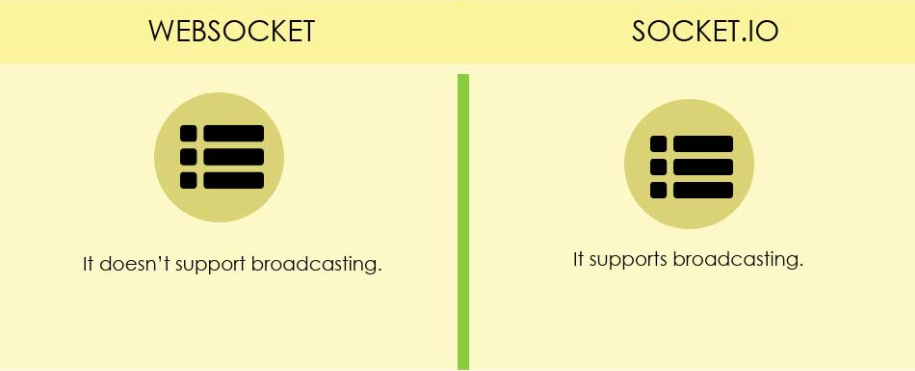 WEBSOCKET
SOCKET.IO
It doesn't support broadcasting.
It supports broadcasting.